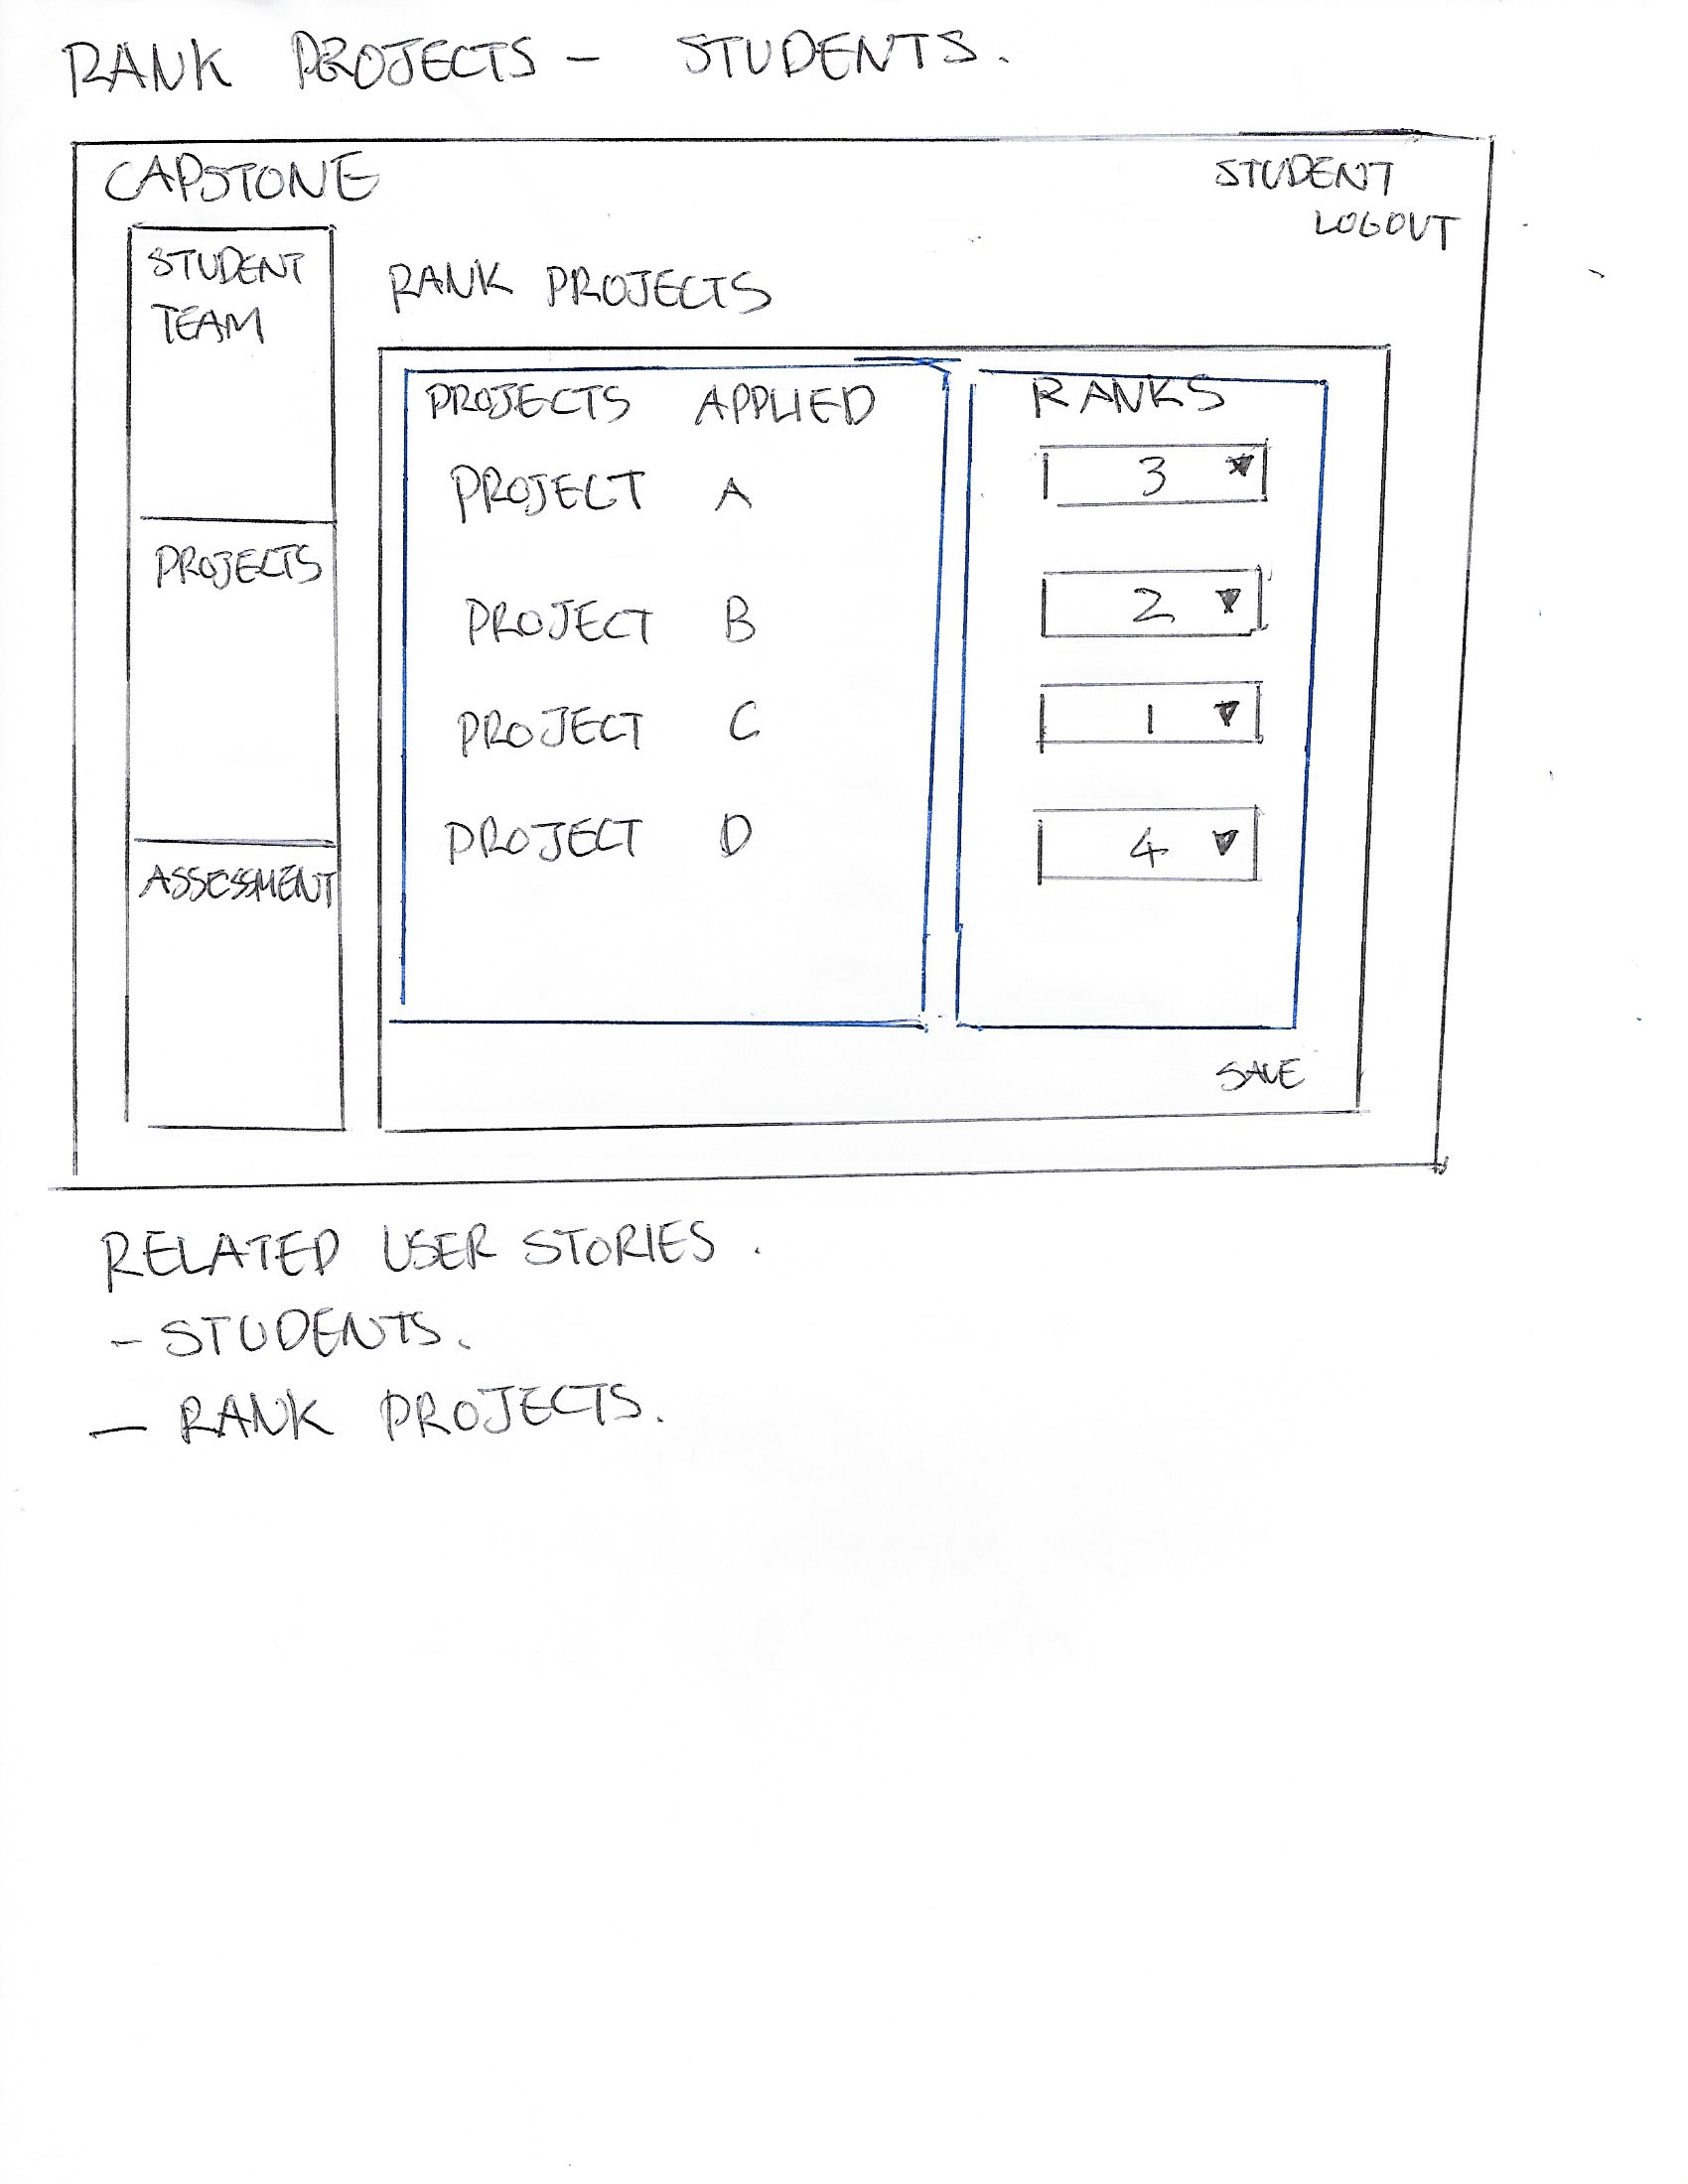 RANK PROJECTS - STUDENTS.
CAPSTONE
STUDENT
LOGOUT
STUDENT
TEAM
PROJECTS
ASSESSMENT
RANK PROJECTS
PROJECTS APPLIED RANKS
PROJECT A 3
PROJECT B 2
PROJECT C 1
PROJECT D 4
SAVE
RELATED USER STORIES.
- STUDENTS.
- RANK PROJECTS.